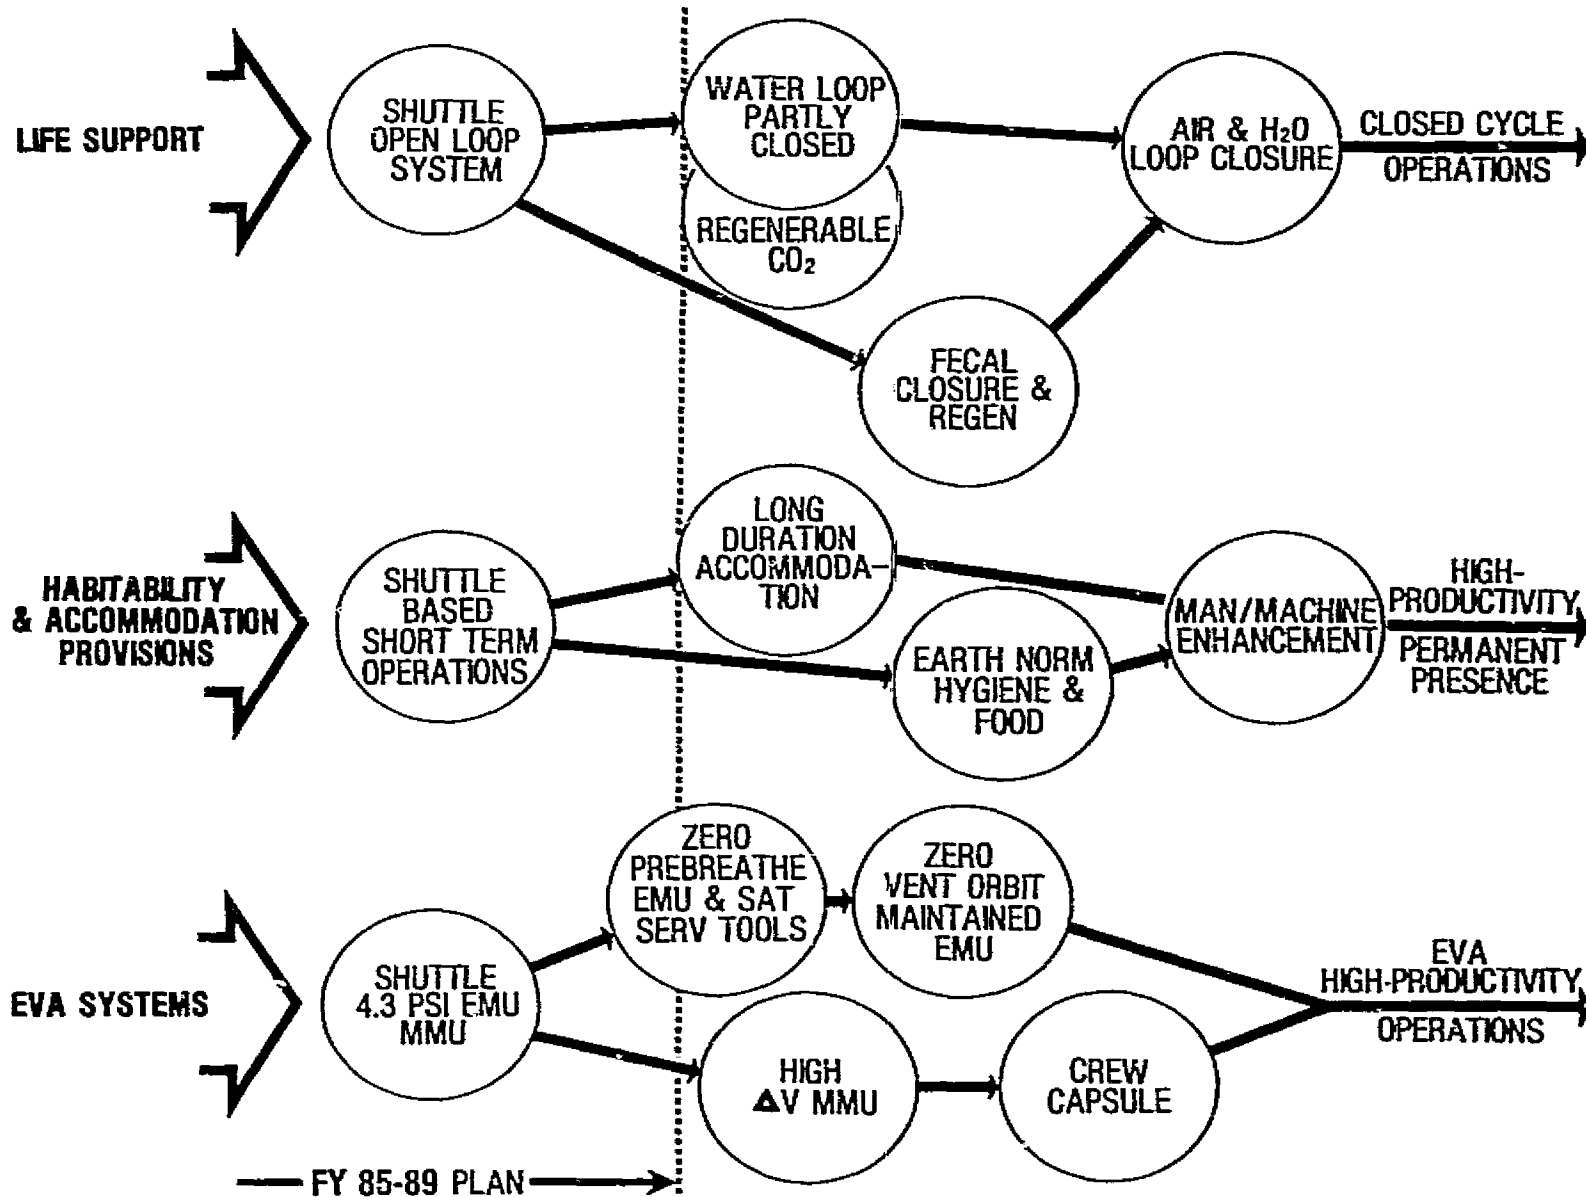 LIFE SUPPORT
SHUTTLE
OPEN LOOP
SYSTEM
WATER LOOP
PARTLY
CLOSED
REGENERABLE
CO₂
FECAL
CLOSURE &
REGEN
AIR & H₂O
LOOP CLOSURE
CLOSED CYCLE
OPERATIONS
HABITABILITY
& ACCOMMODATION
PROVISIONS
SHUTTLE
BASED
SHORT TERM
OPERATIONS
LONG
DURATION
ACCOMMODA–
TION
EARTH NORM
HYGIENE &
FOOD
MAN/MACHINE
ENHANCEMENT
HIGH-
PRODUCTIVITY
PERMANENT
PRESENCE
EVA SYSTEMS
SHUTTLE
4.3 PSI EMU
MMU
ZERO
PREBREATHE
EMU & SAT
SERV TOOLS
ZERO
VENT ORBIT
MAINTAINED
EMU
HIGH
ΔV MMU
CREW
CAPSULE
EVA
HIGH-PRODUCTIVITY
OPERATIONS
FY 85-89 PLAN